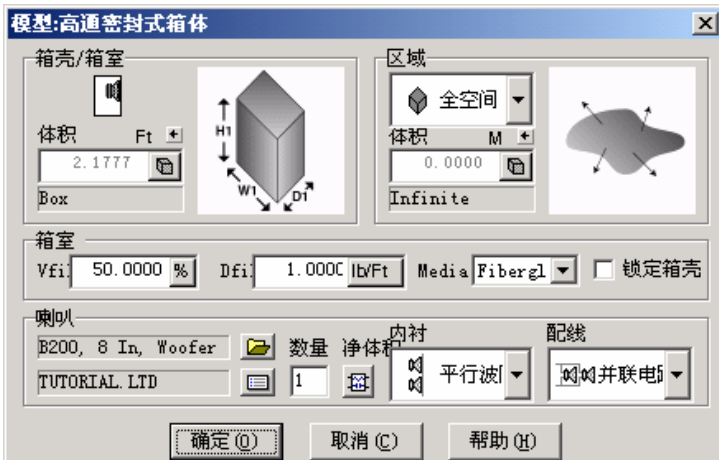 模型:高通密封式箱体
箱壳/箱室
体积 Ft
2.1777
Box
H1
W1 D1
区域
全空间
体积 M
0.0000
Infinite
箱室
Vfil 50.0000 % Dfil 1.0000 lb/Ft Media Fibergl 锁定箱壳
喇叭
B200, 8 In, Woofer
TUTORIAL.LTD
数量 净体积
1
内衬
平行波
配线
并联电
确定(O) 取消(C) 帮助(H)